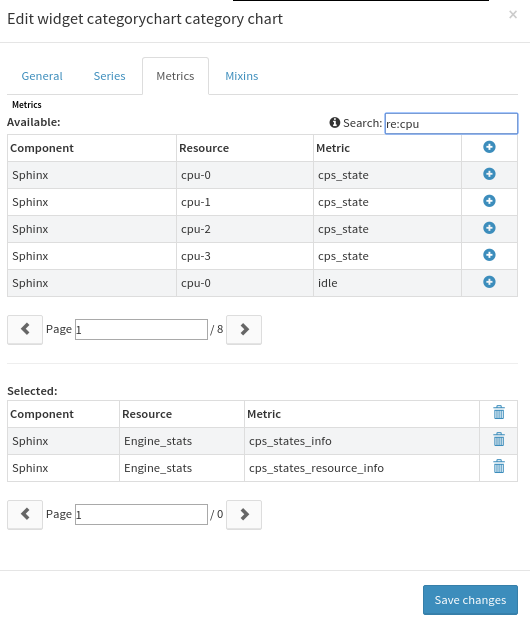 Edit widget categorychart category chart ×
General Series Metrics Mixins
Metrics
Available: Search: re:cpu
Component Resource Metric
Sphinx cpu-0 cps_state
Sphinx cpu-1 cps_state
Sphinx cpu-2 cps_state
Sphinx cpu-3 cps_state
Sphinx cpu-0 idle
Page 1 / 8
Selected:
Component Resource Metric
Sphinx Engine_stats cps_states_info
Sphinx Engine_stats cps_states_resource_info
Page 1 / 0
Save changes